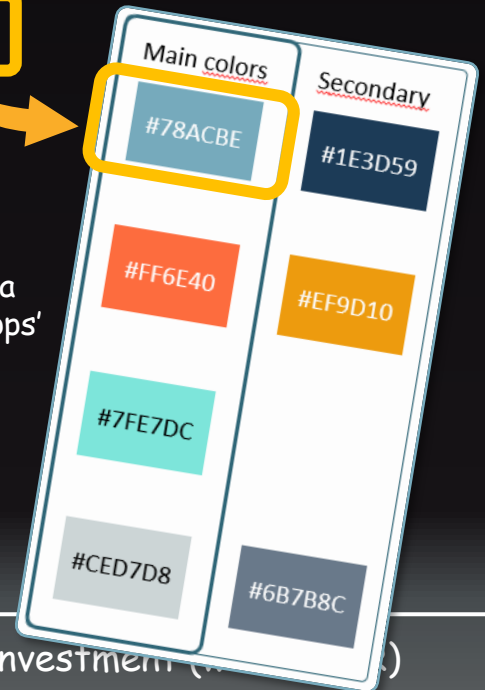 Main colors
Secondary
#78ACBE
#1E3D59
#FF6E40
#EF9D10
#7FE7DC
#CED7D8
#6B7B8C
a